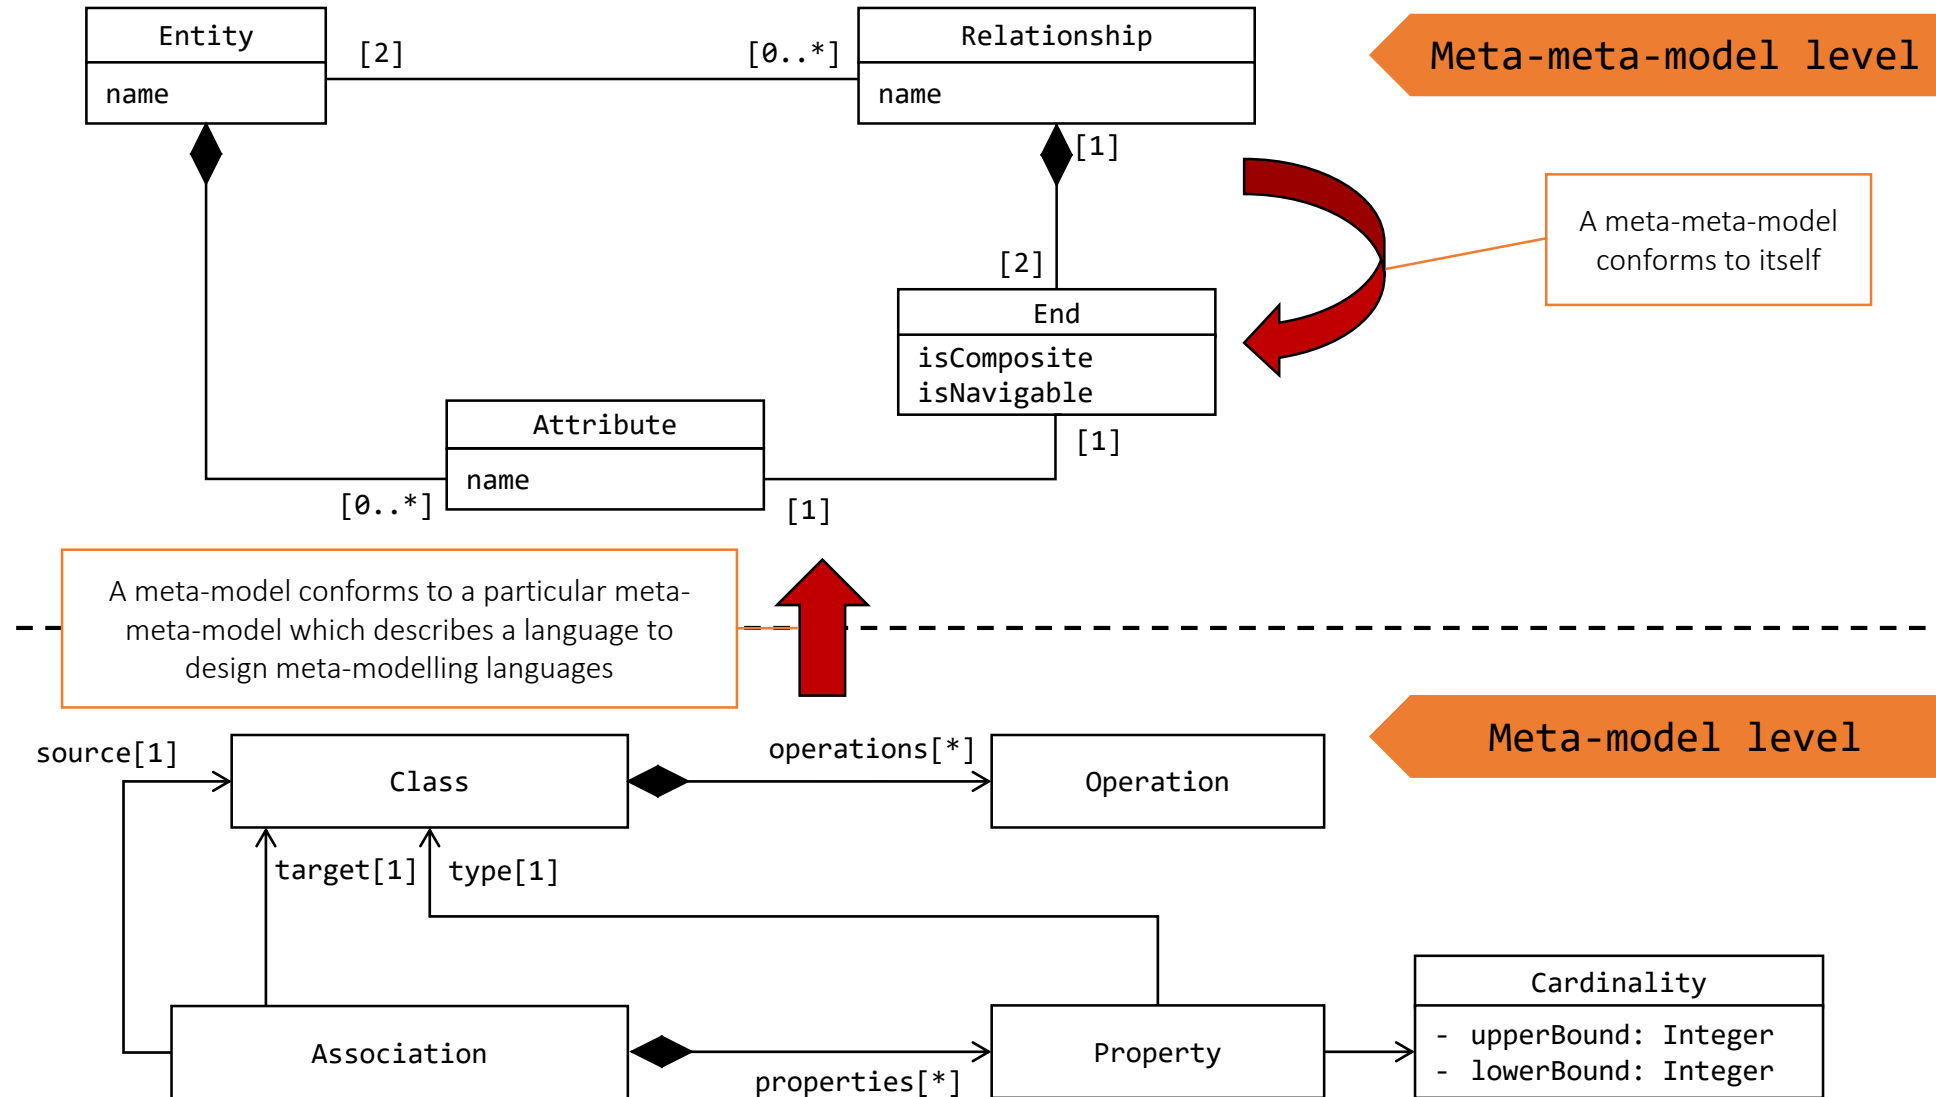 Entity
[2]
[0..*]
Relationship
Meta-meta-model level
name
name
[1]
A meta-meta-model
conforms to itself
[2]
End
isComposite
isNavigable
Attribute
[1]
name
[0..*]
[1]
A meta-model conforms to a particular meta-
meta-model which describes a language to
design meta-modelling languages
Meta-model level
source[1]
Class
operations[*]
Operation
target[1]
type[1]
Cardinality
Association
Property
- upperBound: Integer
- lowerBound: Integer
properties[*]